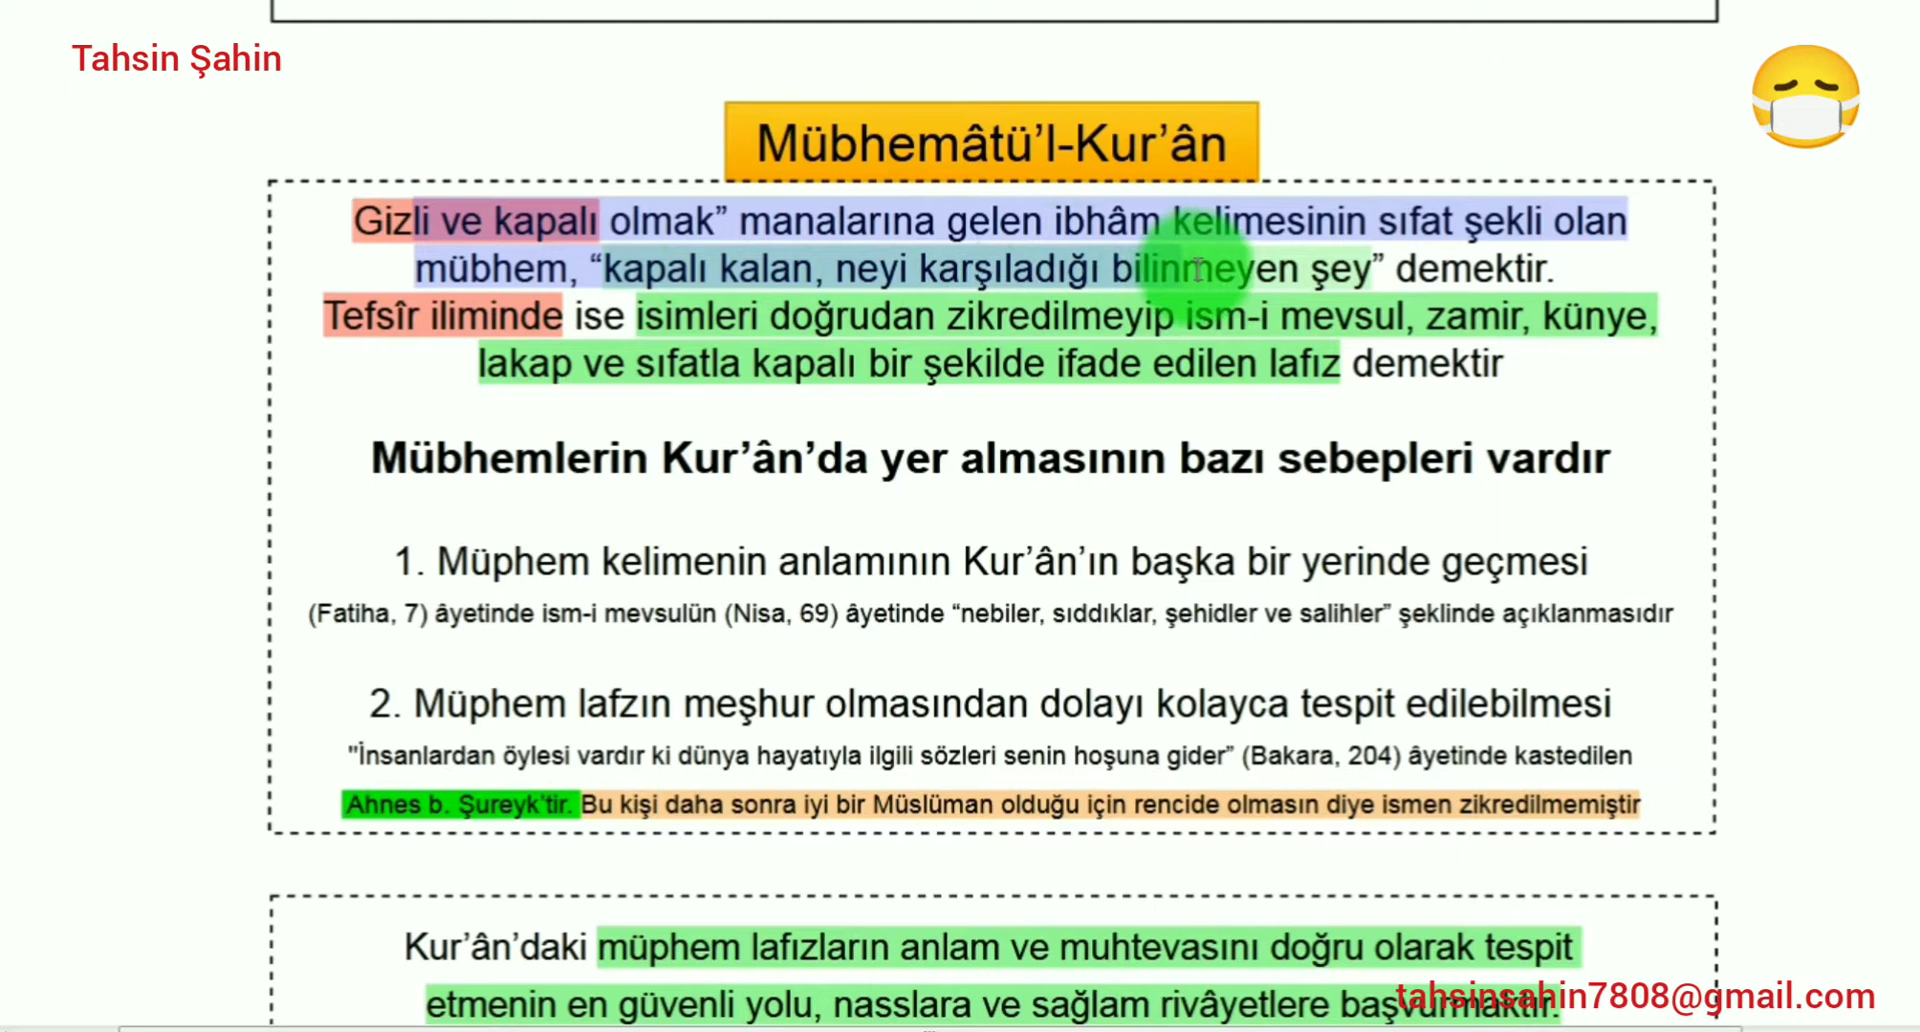 Tahsin Şahin
Mübhemâtü’l-Kur’ân
Gizli ve kapalı olmak” manalarına gelen ibhâm kelimesinin sıfat şekli olan
mübhem, “kapalı kalan, neyi karşıladığı bilinmeyen şey” demektir.
Tefsîr iliminde ise isimleri doğrudan zikredilmeyip ism-i mevsul, zamir, künye,
lakap ve sıfatla kapalı bir şekilde ifade edilen lafız demektir
Mübhemlerin Kur’ân’da yer almasının bazı sebepleri vardır
1. Müphem kelimenin anlamının Kur’ân’ın başka bir yerinde geçmesi
(Fatiha, 7) âyetinde ism-i mevsulün (Nisa, 69) âyetinde “nebiler, sıddıklar, şehidler ve salihler” şeklinde açıklanmasıdır
2. Müphem lafzın meşhur olmasından dolayı kolayca tespit edilebilmesi
"İnsanlardan öylesi vardır ki dünya hayatıyla ilgili sözleri senin hoşuna gider” (Bakara, 204) âyetinde kastedilen
Ahnes b. Şureyk’tir. Bu kişi daha sonra iyi bir Müslüman olduğu için rencide olmasın diye ismen zikredilmemiştir
Kur’ân’daki müphem lafızların anlam ve muhtevasını doğru olarak tespit
etmenin en güvenli yolu, nasslara ve sağlam rivâyetlere başvurmaktır.
tahsinsahin7808@gmail.com